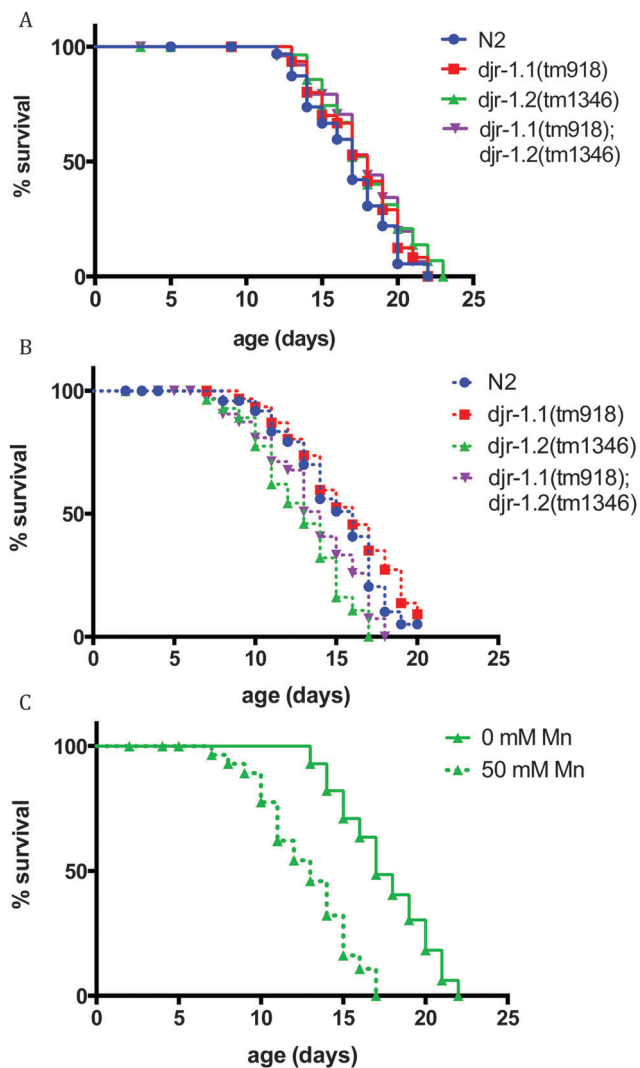 A
100
50
0
% survival
0
5
10
15
20
25
age (days)
N2
djr-1.1(tm918)
djr-1.2(tm1346)
djr-1.1(tm918);
djr-1.2(tm1346)
B
100
50
0
% survival
0
5
10
15
20
25
age (days)
N2
djr-1.1(tm918)
djr-1.2(tm1346)
djr-1.1(tm918);
djr-1.2(tm1346)
C
100
50
0
% survival
0
5
10
15
20
25
age (days)
0 mM Mn
50 mM Mn